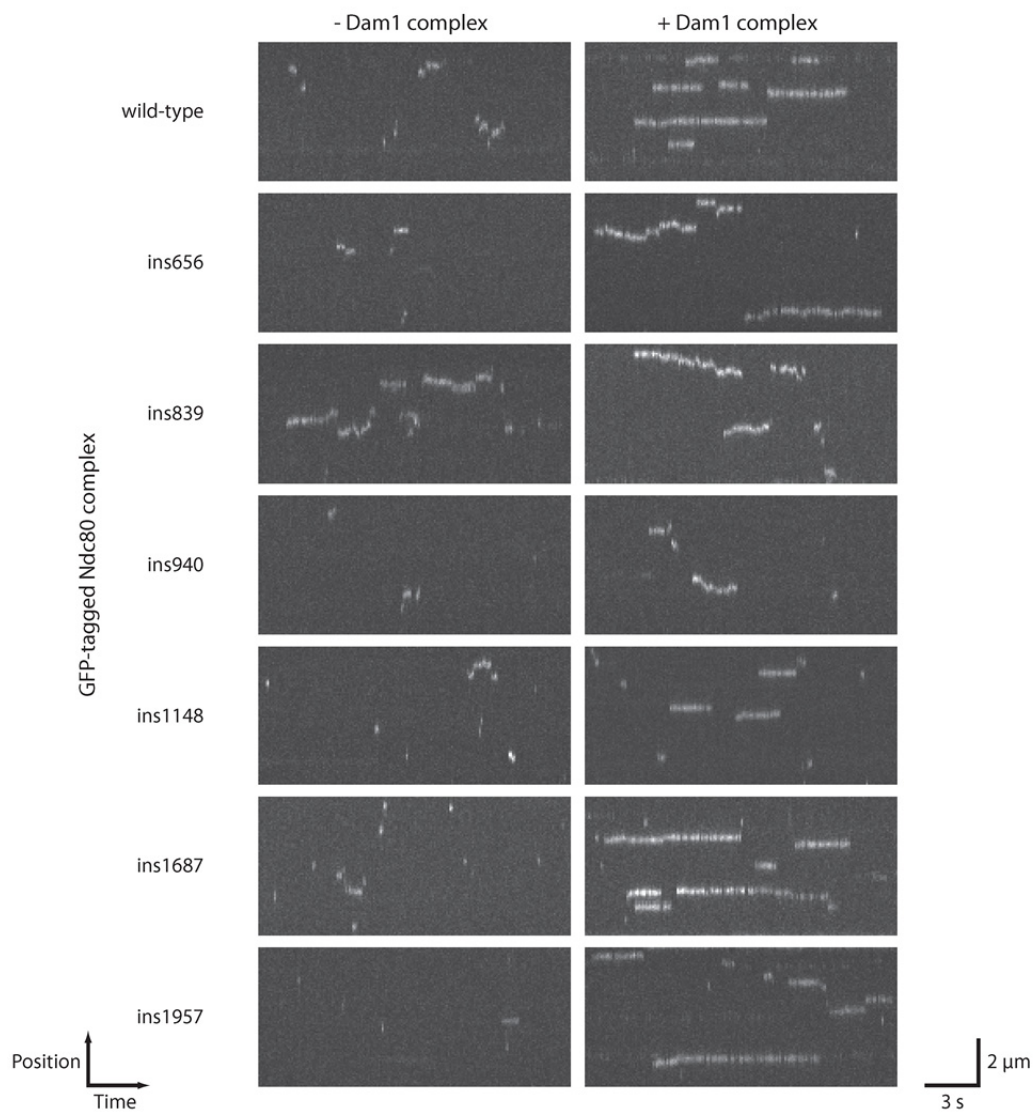 - Dam1 complex
+ Dam1 complex
GFP-tagged Ndc80 complex
wild-type
ins656
ins839
ins940
ins1148
ins1687
ins1957
Position
Time
2 μm
3 s